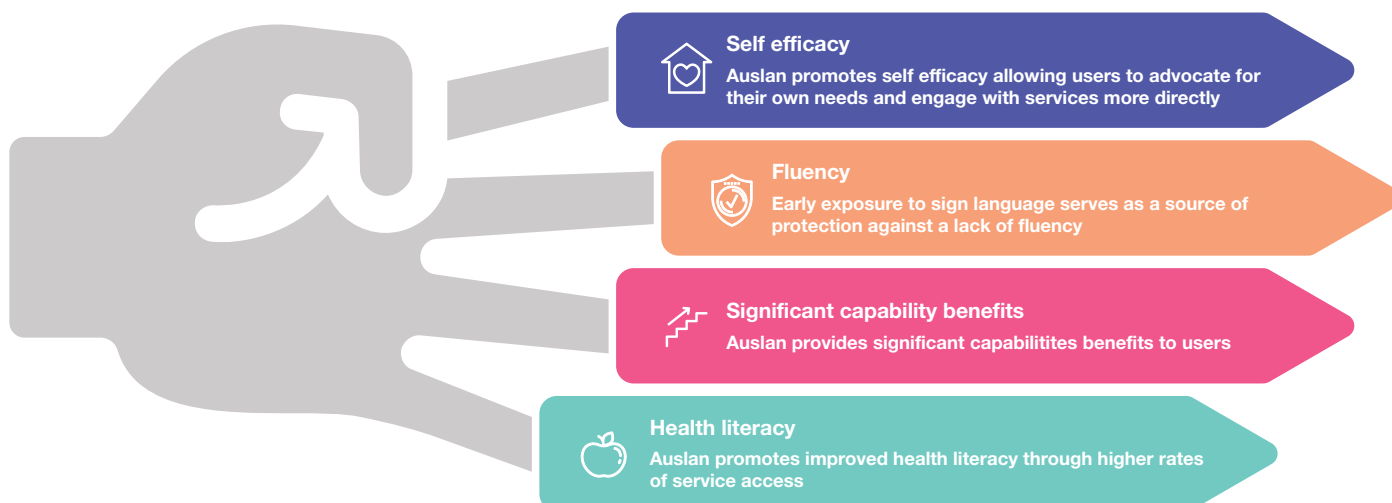 Self efficacy
Auslan promotes self efficacy allowing users to advocate for
their own needs and engage with services more directly
Fluency
Early exposure to sign language serves as a source of
protection against a lack of fluency
Significant capability benefits
Auslan provides significant capabilitites benefits to users
Health literacy
Auslan promotes improved health literacy through higher rates
of service access